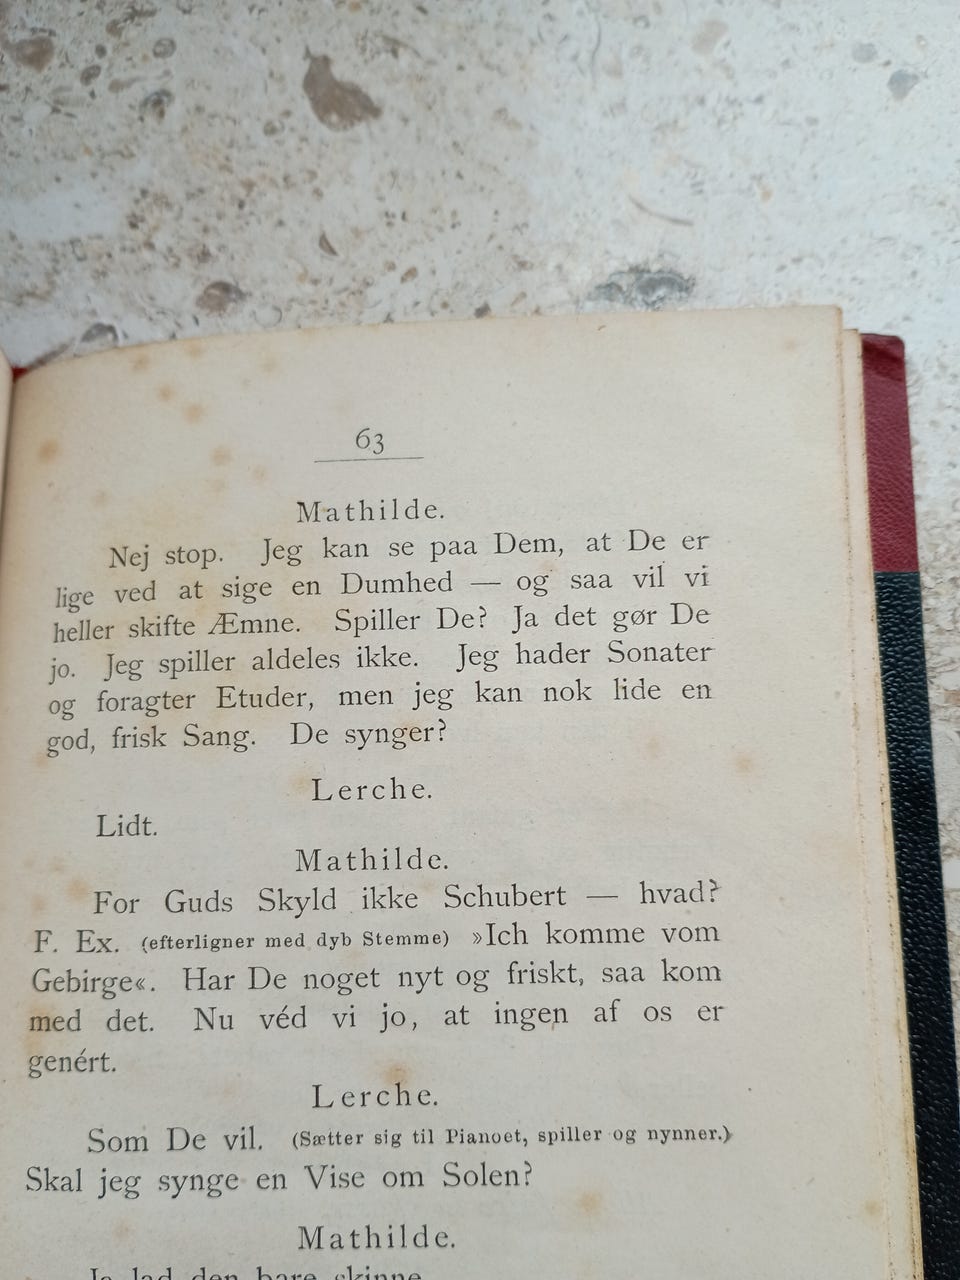 63
Mathilde.
Nej stop. Jeg kan se paa Dem, at De er
lige ved at sige en Dumhed — og saa vil vi
heller skifte Æmne. Spiller De? Ja det gør De
jo. Jeg spiller aldeles ikke. Jeg hader Sonater
og foragter Etuder, men jeg kan nok lide en
god, frisk Sang. De synger?
Lerche.
Lidt.
Mathilde.
For Guds Skyld ikke Schubert — hvad?
F. Ex. (efterligner med dyb Stemme) »Ich komme vom
Gebirge«. Har De noget nyt og friskt, saa kom
med det. Nu véd vi jo, at ingen af os er
genért.
Lerche.
Som De vil. (Sætter sig til Pianoet, spiller og nynner.)
Skal jeg synge en Vise om Solen?
Mathilde.
Ja lad den bare skinne